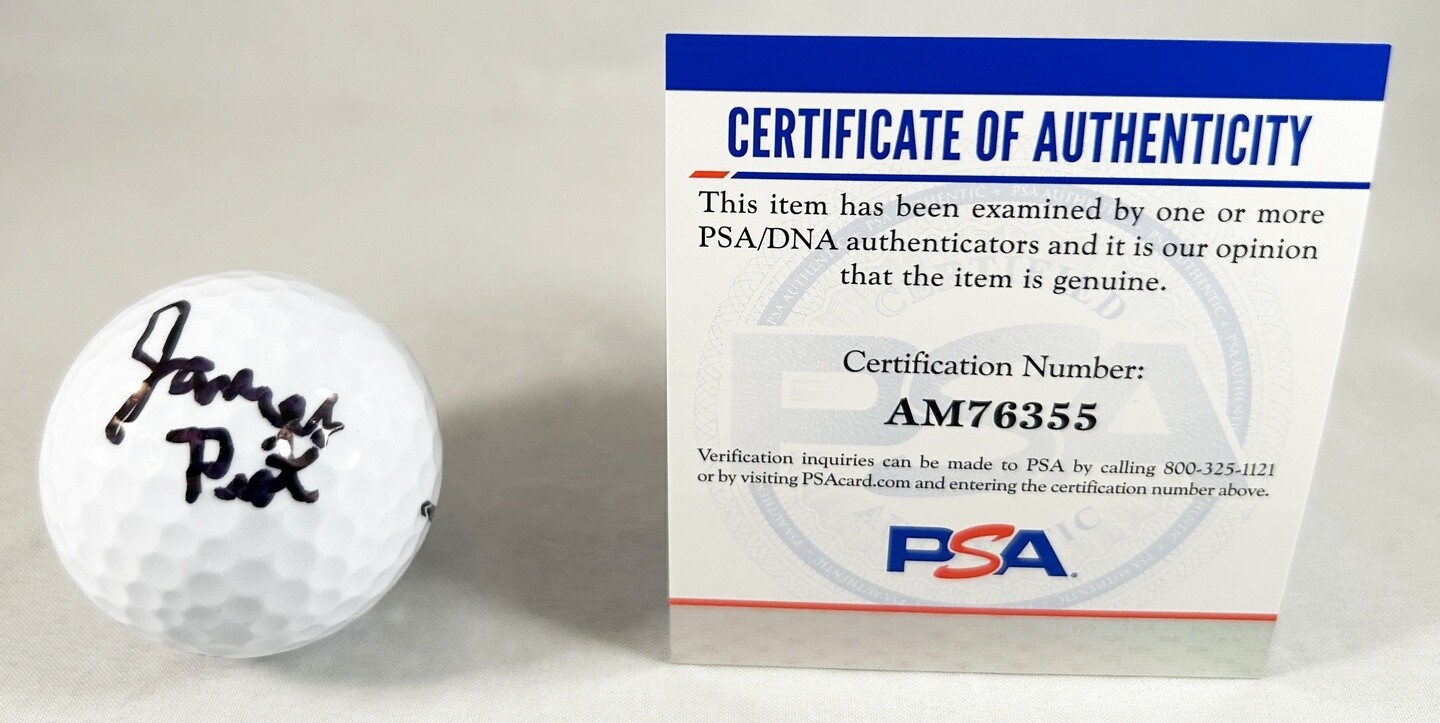 James
CERTIFICATE OF AUTHENTICITY
This item has been examined by one or more
PSA/DNA authenticators and it is our opinion
that the item is genuine.
Certification Number:
AM76355
Verification inquiries can be made to PSA by calling 800-325-1121
or by visiting PSAcard.com and entering the certification number above.
PSA